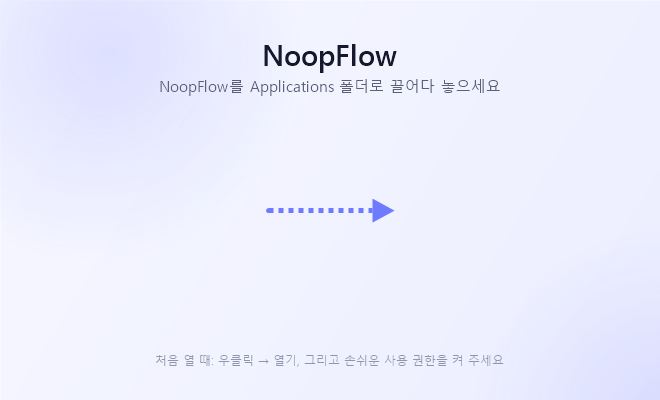 NoopFlow
NoopFlow를 Applications 폴더로 끌어다 놓으세요
처음 열 때: 우클릭 → 열기, 그리고 손쉬운 사용 권한을 켜 주세요